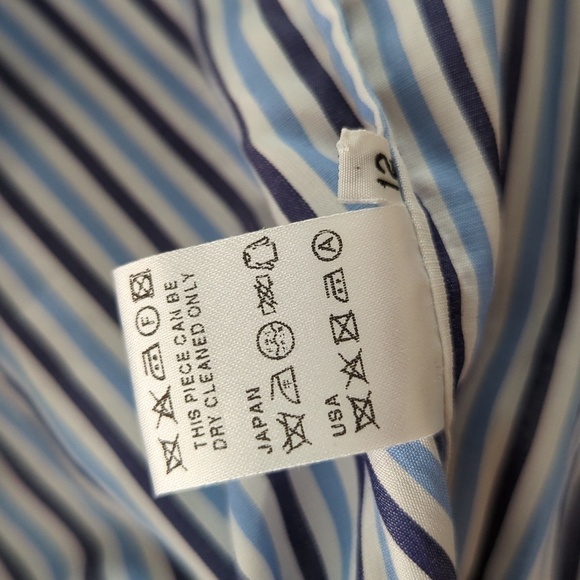 12
F
THIS PIECE CAN BE
DRY CLEANED ONLY
JAPAN
A
USA